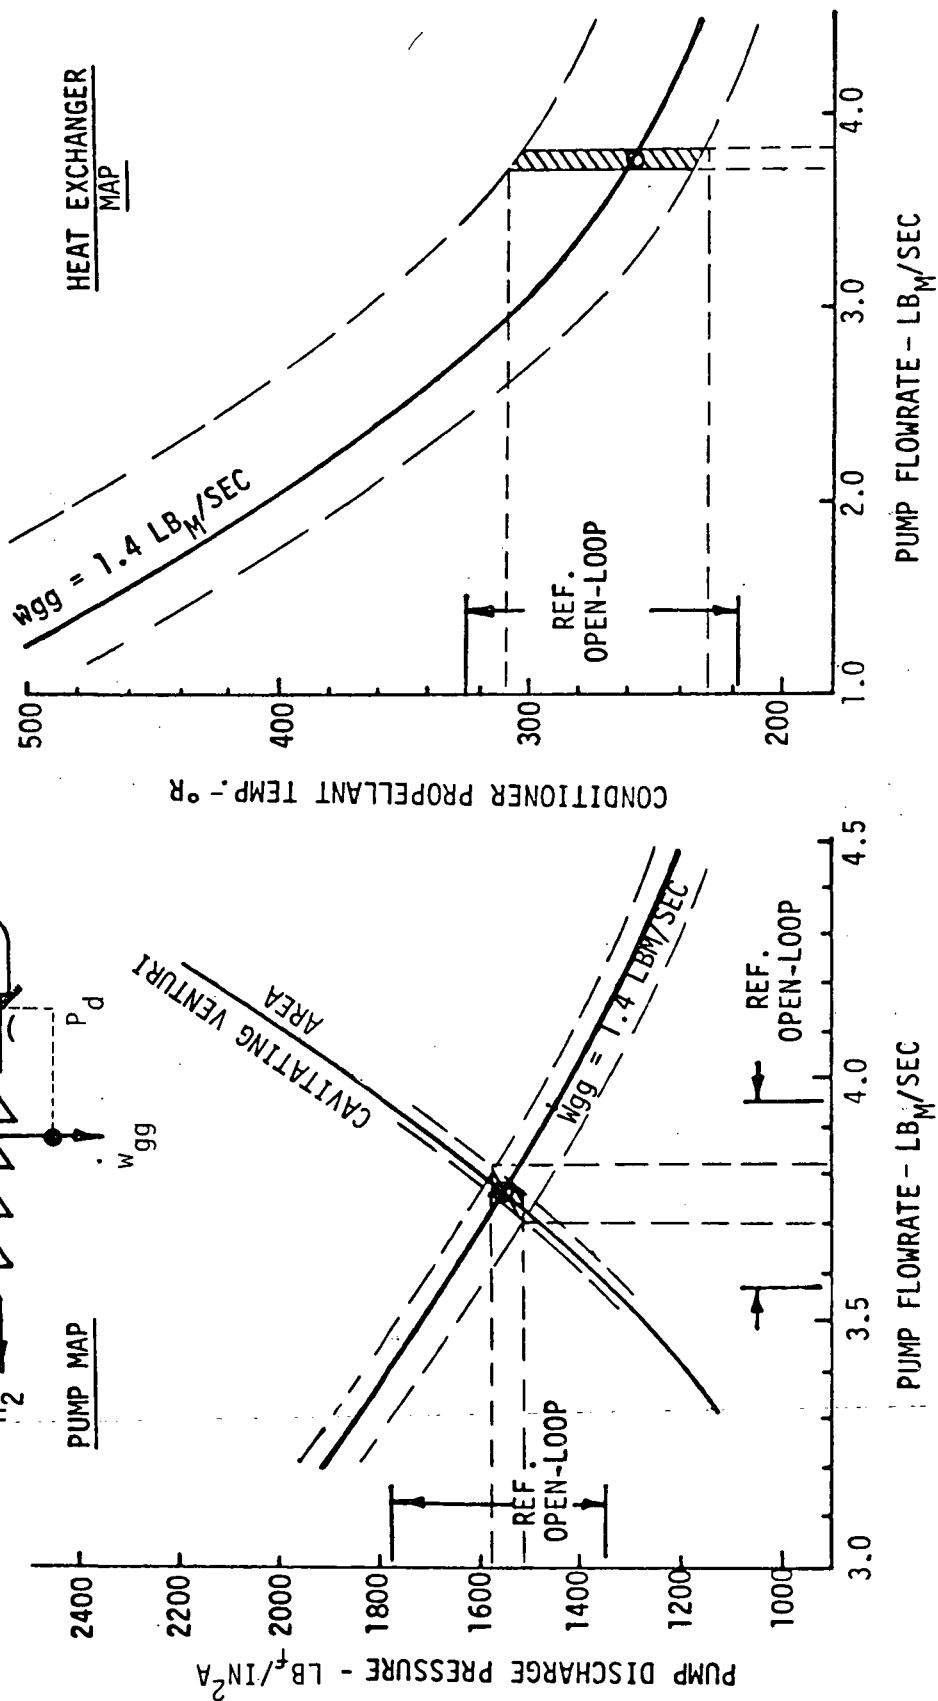 H2
ẇgg
Pd
PUMP MAP
PUMP DISCHARGE PRESSURE - LBf/IN²A
2400
2200
2000
1800
1600
1400
1200
1000
CAVITATING VENTURI
AREA
Wgg = 1.4 LBM/SEC
REF.
OPEN-LOOP
REF.
OPEN-LOOP
3.0
3.5
4.0
4.5
PUMP FLOWRATE - LBM/SEC
HEAT EXCHANGER
MAP
CONDITIONER PROPELLANT TEMP. - °R
500
400
300
200
Wgg = 1.4 LBM/SEC
REF.
OPEN-LOOP
1.0
2.0
3.0
4.0
PUMP FLOWRATE - LBM/SEC